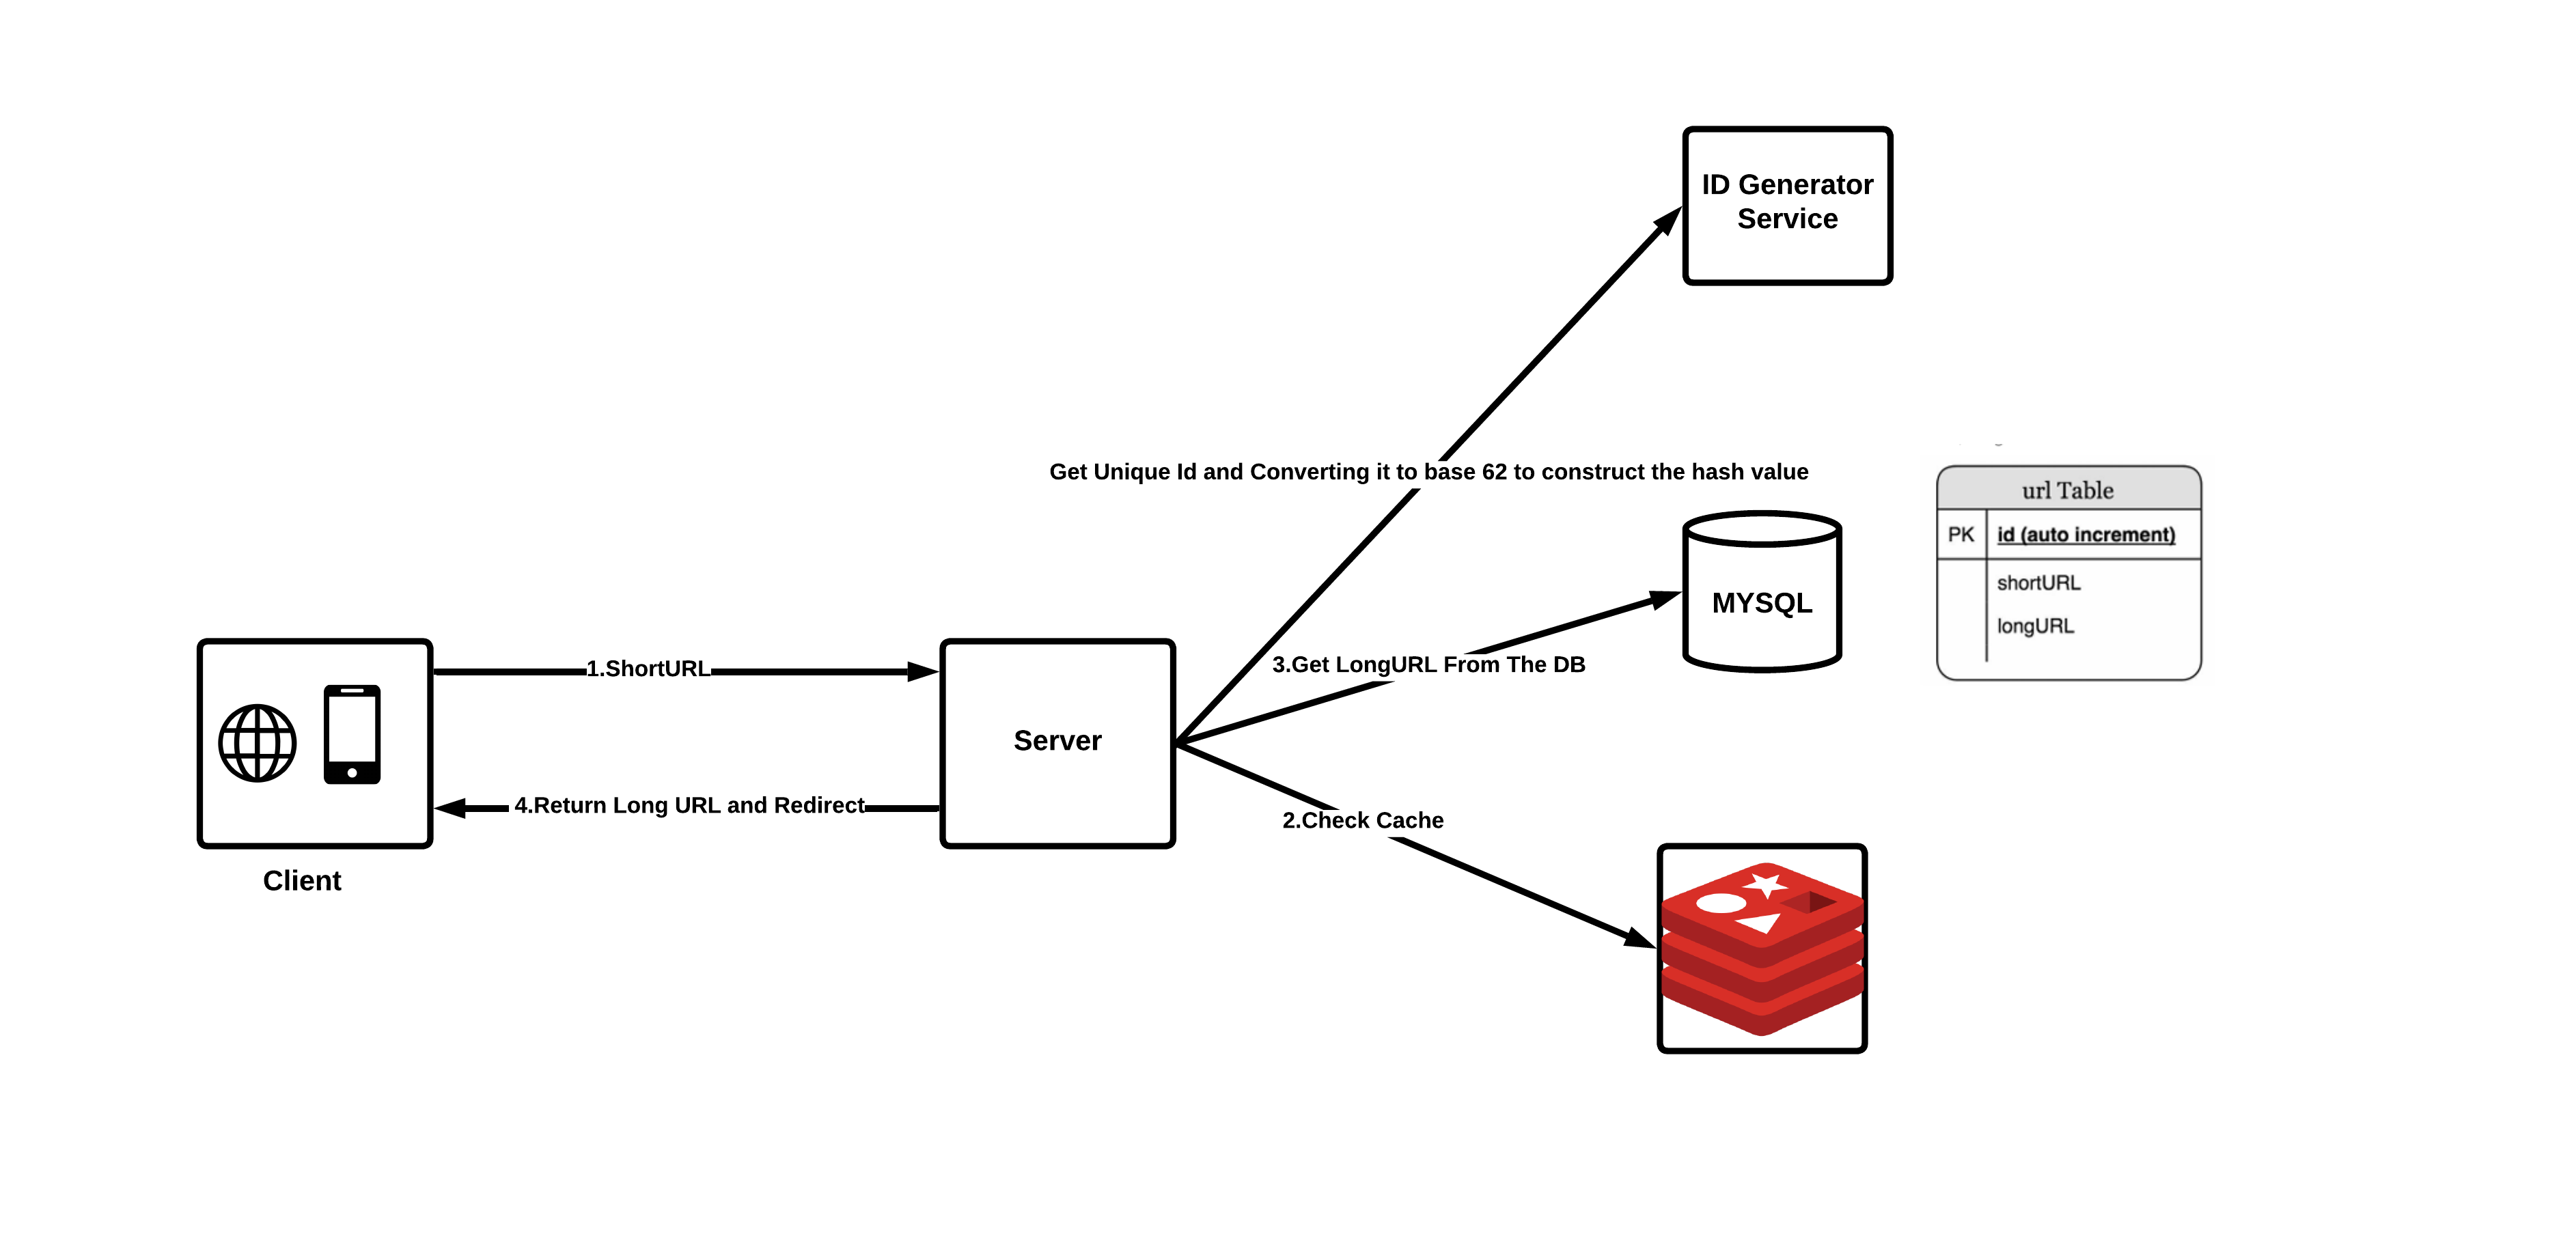 ID Generator
Service
Get Unique Id and Converting it to base 62 to construct the hash value
url Table
PK
id (auto increment)
shortURL
longURL
MYSQL
3.Get LongURL From The DB
1.ShortURL
Server
4.Return Long URL and Redirect
2.Check Cache
Client